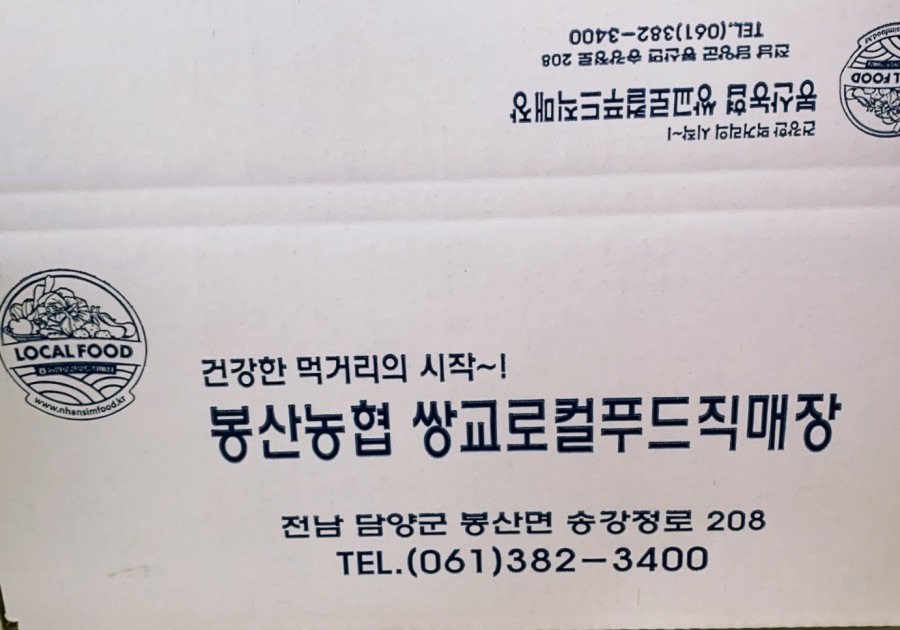 TEL.(061)382-3400
전남 담양군 봉산면 송강정로 208
봉산농협 쌍교로컬푸드직매장
건강한 먹거리의 시작~!
LOCAL FOOD
www.nhansimfood.kr
건강한 먹거리의 시작~!
봉산농협 쌍교로컬푸드직매장
전남 담양군 봉산면 송강정로 208
TEL.(061)382-3400